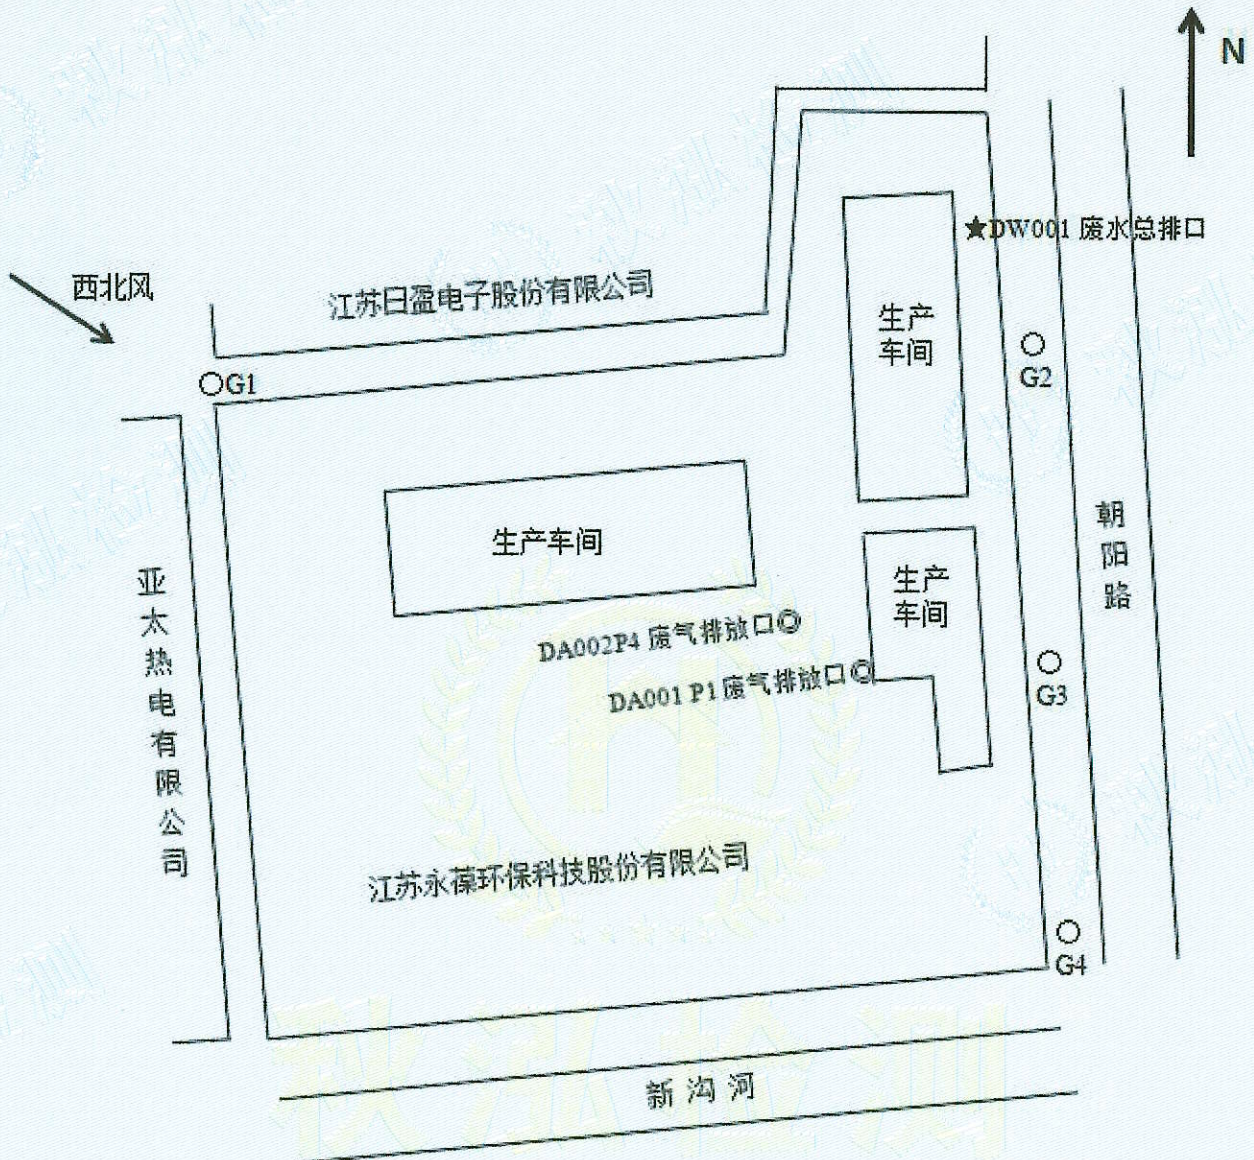 N
★DW001 废水总排口
西北风
江苏日盈电子股份有限公司
生产
车间
G1
G2
生产车间
朝阳路
生产
车间
亚太热电有限公司
DA002P4 废气排放口◎
DA001 P1 废气排放口◎
G3
江苏永葆环保科技股份有限公司
G4
新沟河
秋泓检测